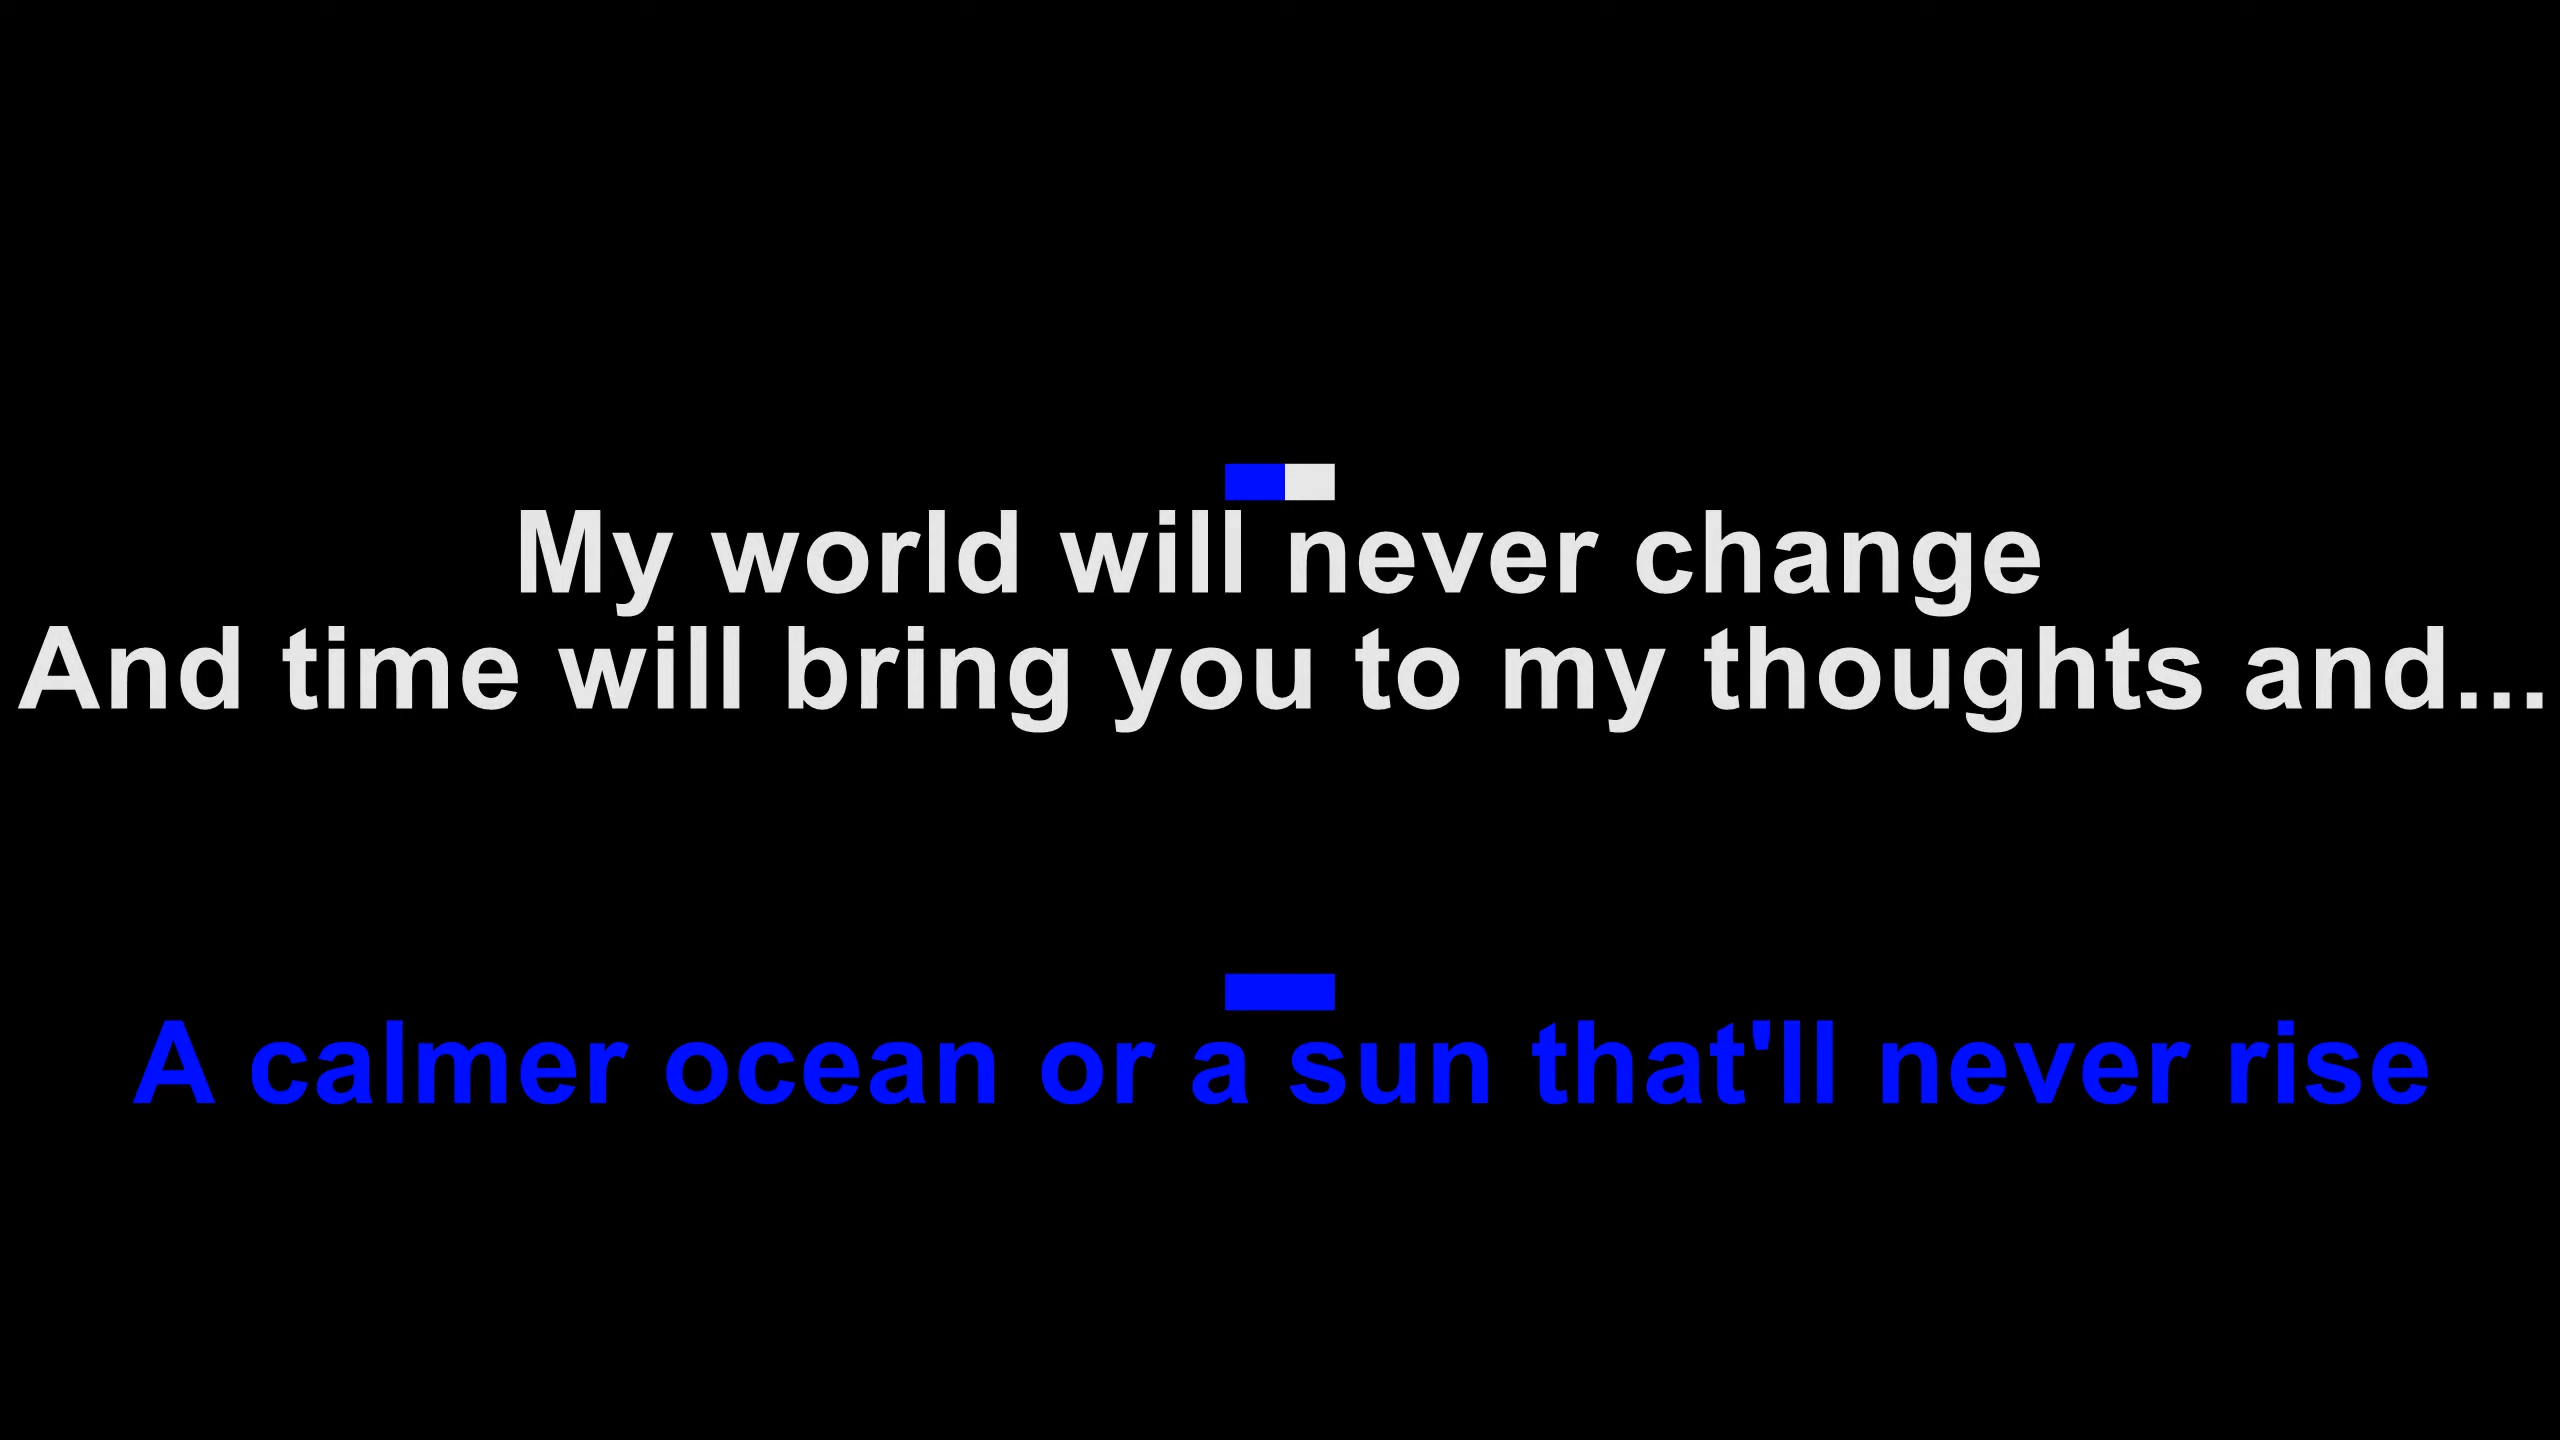 My world will never change
And time will bring you to my thoughts and...
A calmer ocean or a sun that'll never rise